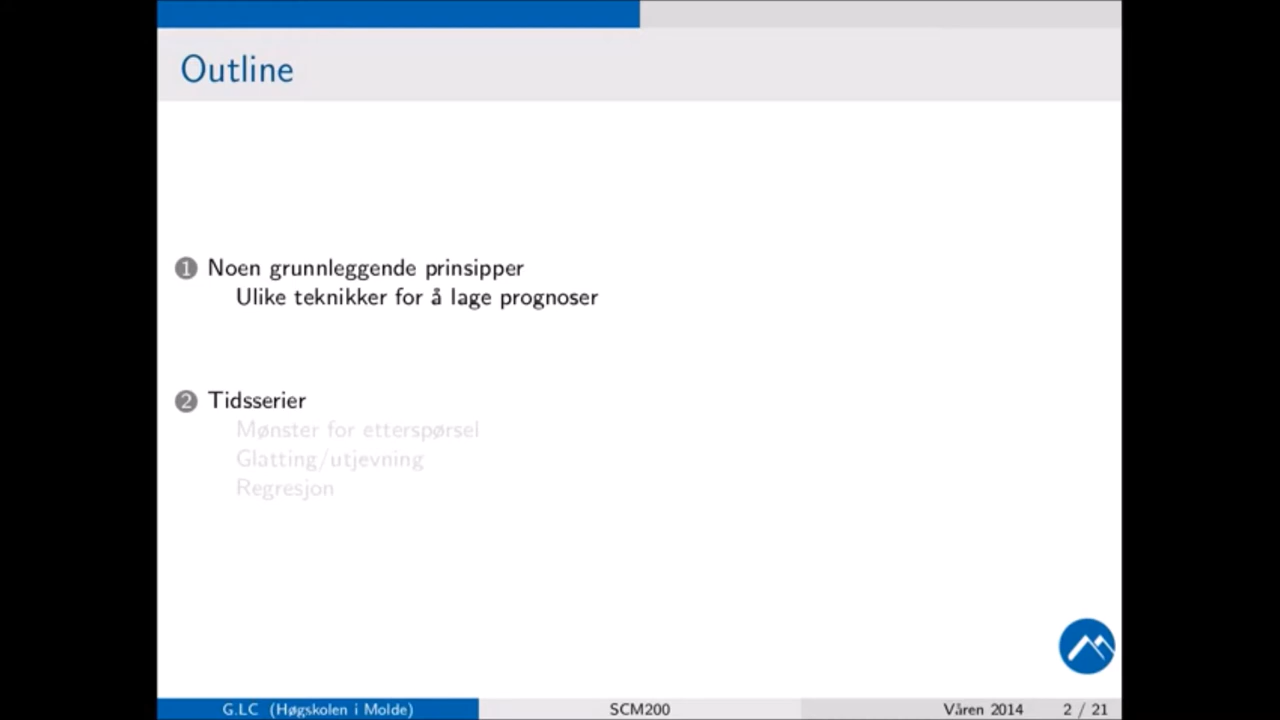 Outline
1 Noen grunnleggende prinsipper
Ulike teknikker for å lage prognoser
2 Tidsserier
Mønster for etterspørsel
Glatting/utjevning
Regresjon
G.LC (Høgskolen i Molde) SCM200 Våren 2014 2 / 21